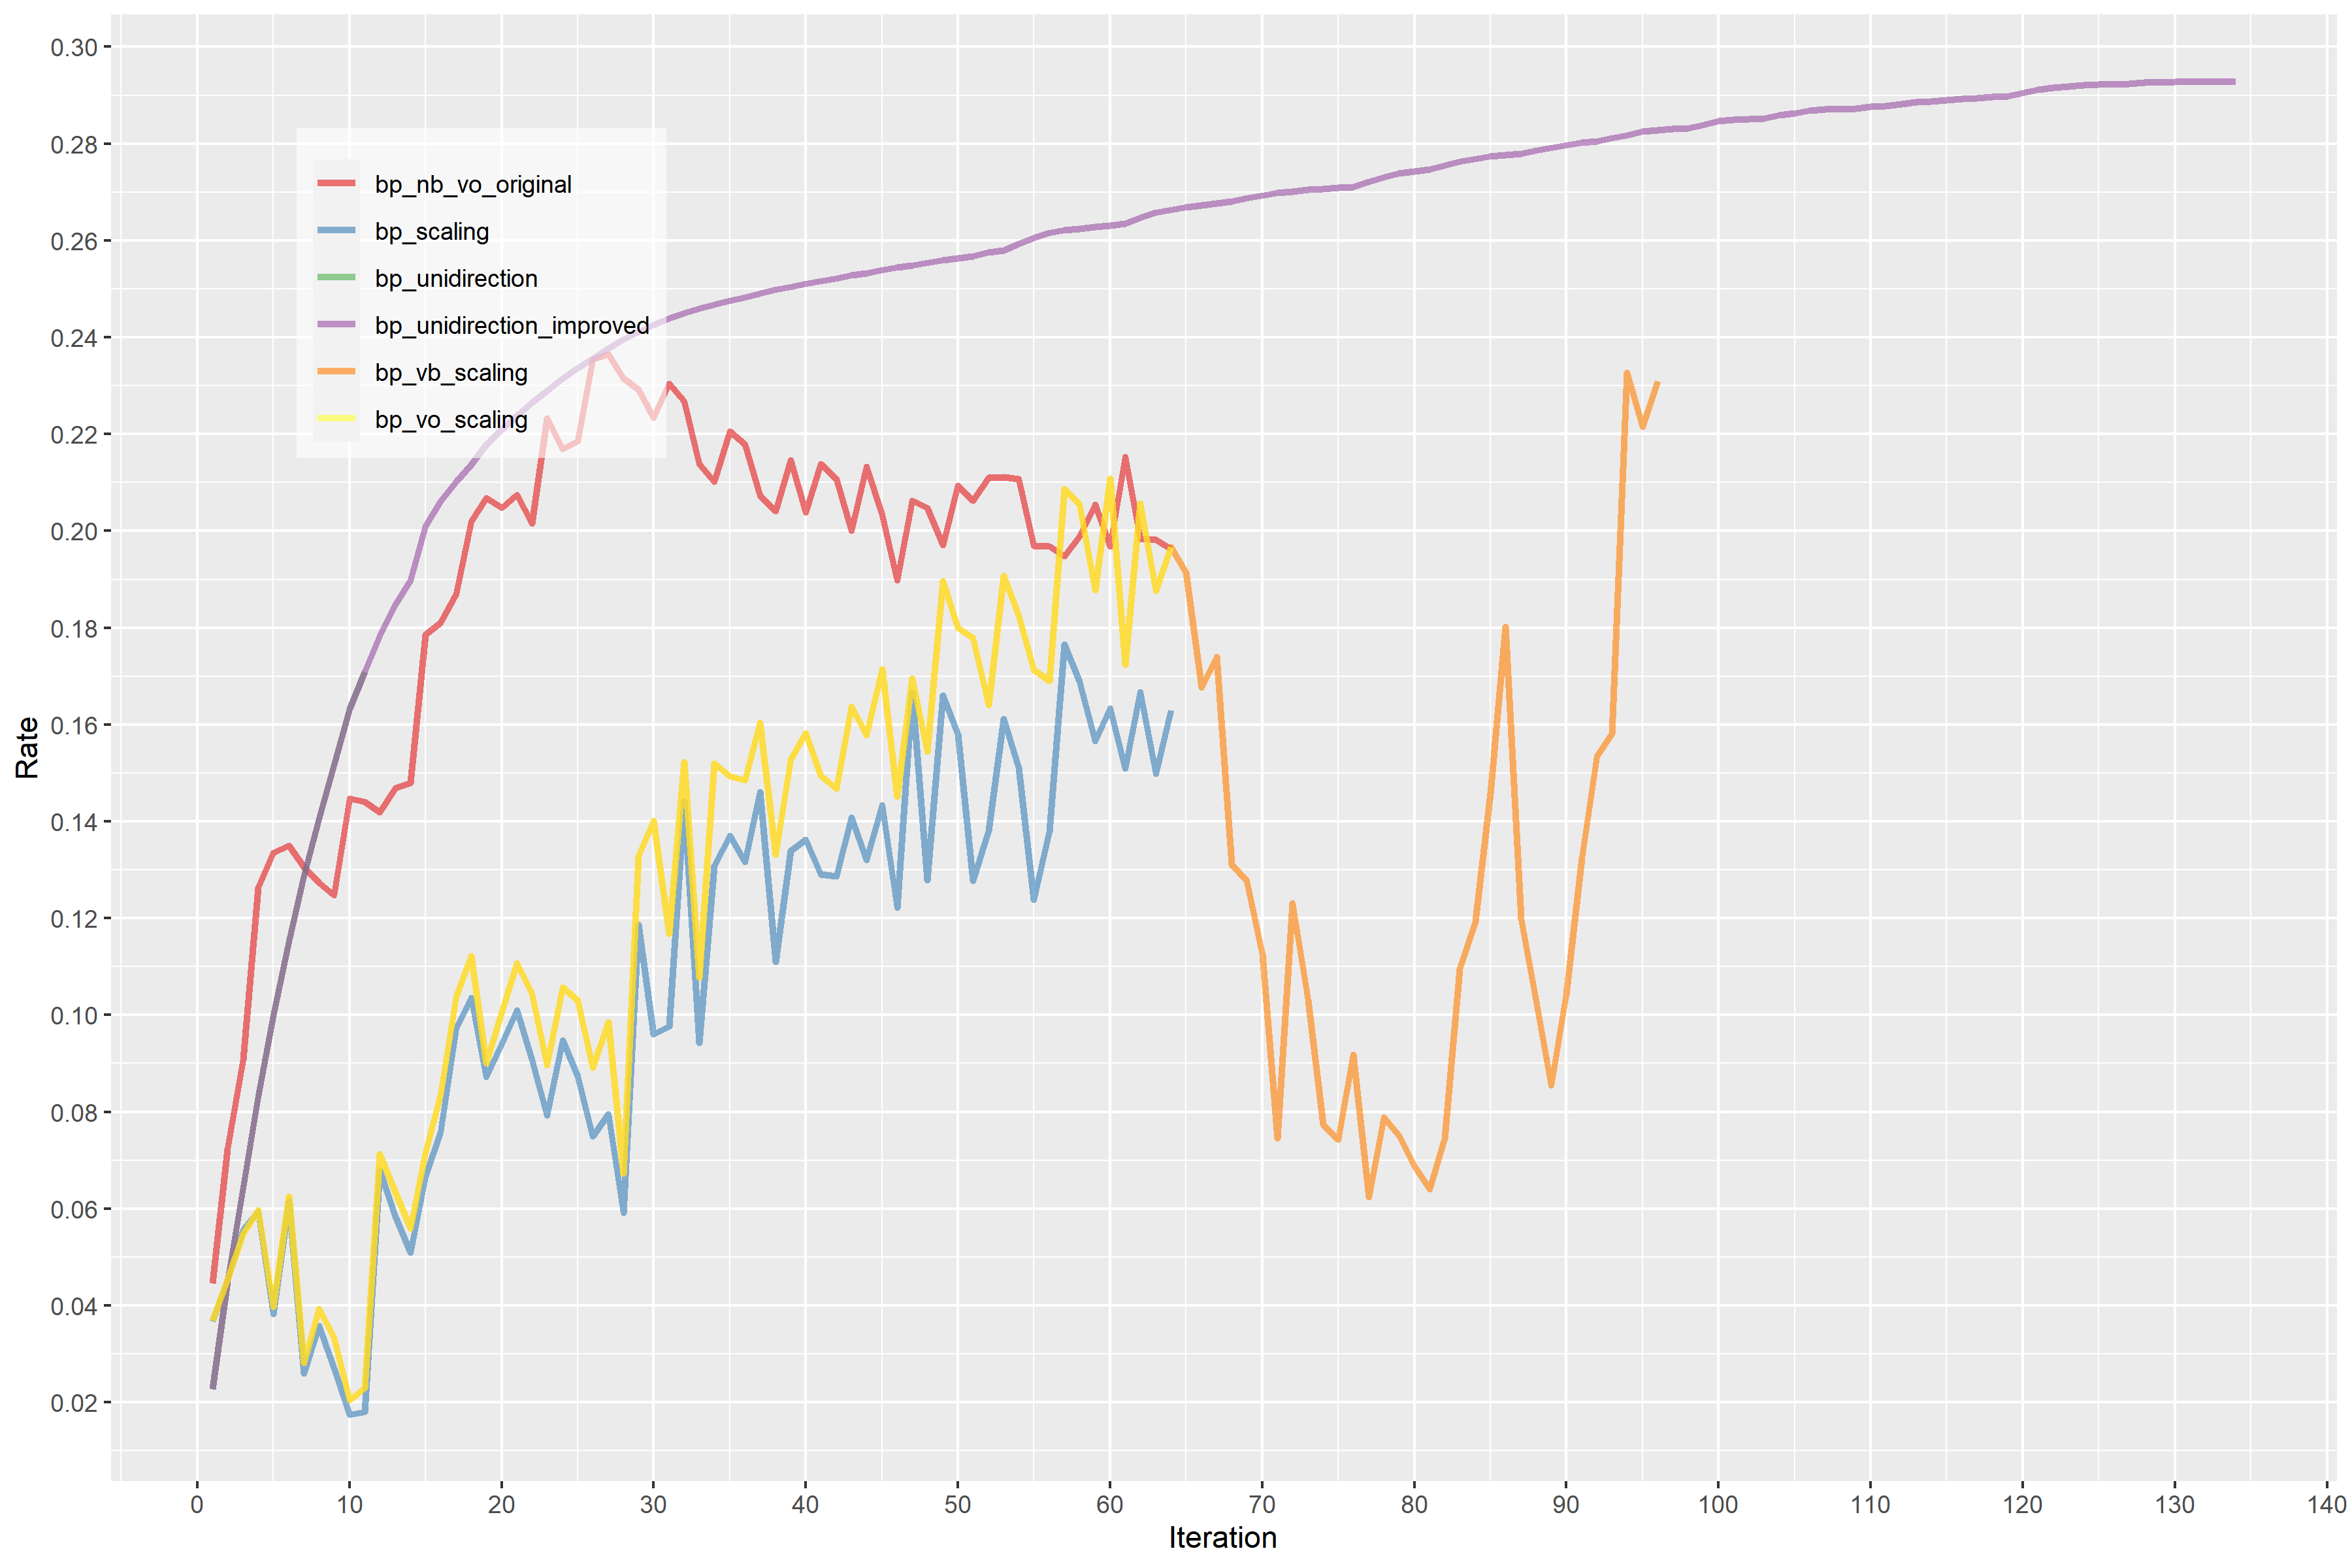 0.30
0.28
0.26
0.24
0.22
0.20
0.18
0.16
0.14
0.12
0.10
0.08
0.06
0.04
0.02
Rate
bp_nb_vo_original
bp_scaling
bp_unidirection
bp_unidirection_improved
bp_vb_scaling
bp_vo_scaling
0 10 20 30 40 50 60 70 80 90 100 110 120 130 140
Iteration